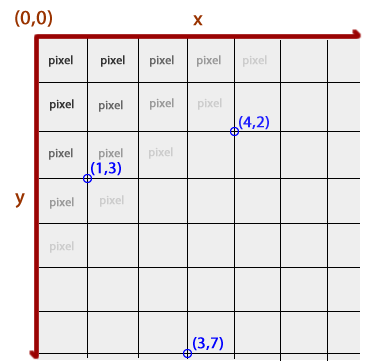 (0,0) x
pixel pixel pixel pixel pixel
pixel pixel pixel pixel
(4,2)
pixel pixel pixel
(1,3)
y
pixel pixel
pixel
(3,7)